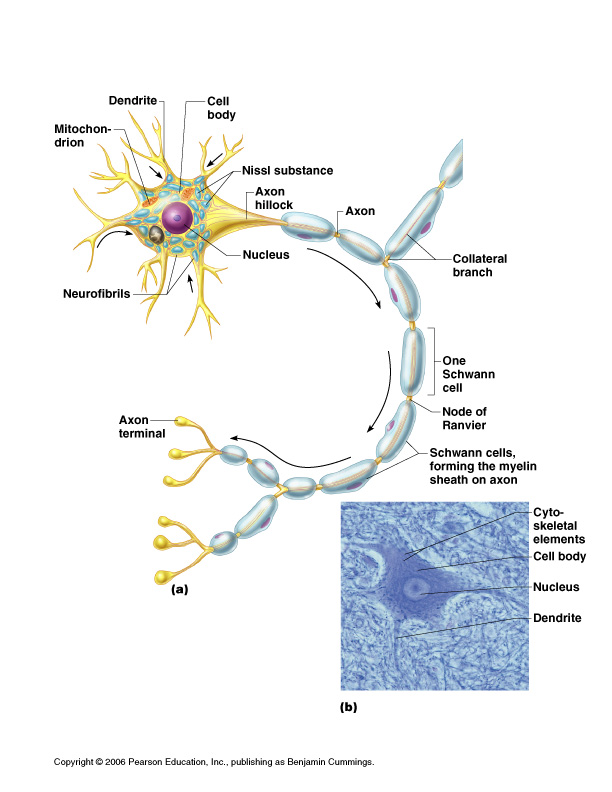 Dendrite
Cell
body
Mitochon-
drion
Nissl substance
Axon
hillock
Axon
Nucleus
Collateral
branch
Neurofibrils
One
Schwann
cell
Node of
Ranvier
Axon
terminal
Schwann cells,
forming the myelin
sheath on axon
(a)
Cyto-
skeletal
elements
Cell body
Nucleus
Dendrite
(b)
Copyright © 2006 Pearson Education, Inc., publishing as Benjamin Cummings.